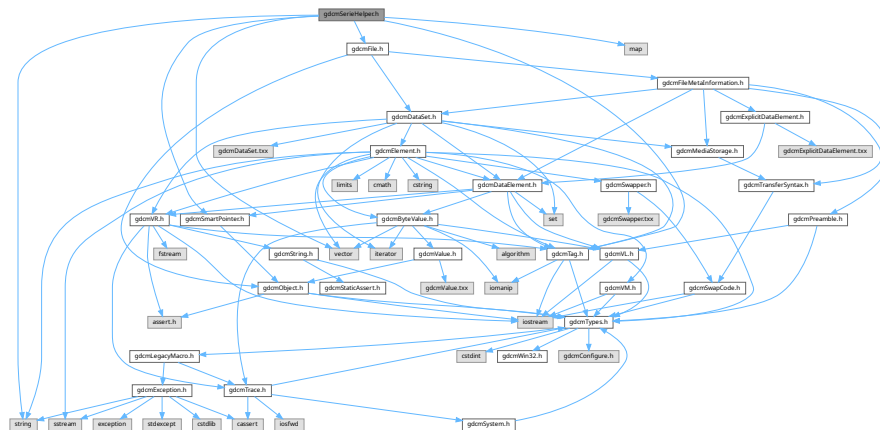 gdcmSerieHelper.h
map
gdcmFile.h
gdcmFileMetaInformation.h
gdcmDataSet.h
gdcmExplicitDataElement.h
gdcmDataSet.txx
gdcmElement.h
gdcmMediaStorage.h
gdcmExplicitDataElement.txx
limits
cmath
cstring
gdcmDataElement.h
gdcmSwapper.h
gdcmTransferSyntax.h
gdcmVR.h
gdcmSmartPointer.h
gdcmByteValue.h
set
gdcmSwapper.txx
gdcmPreamble.h
fstream
gdcmString.h
vector
iterator
gdcmValue.h
algorithm
gdcmTag.h
gdcmVL.h
gdcmObject.h
gdcmStaticAssert.h
gdcmValue.txx
iomanip
gdcmVM.h
gdcmSwapCode.h
assert.h
iostream
gdcmTypes.h
gdcmLegacyMacro.h
cstdint
gdcmWin32.h
gdcmConfigure.h
gdcmException.h
gdcmTrace.h
string
sstream
exception
stdexcept
cstdlib
cassert
iosfwd
gdcmSystem.h